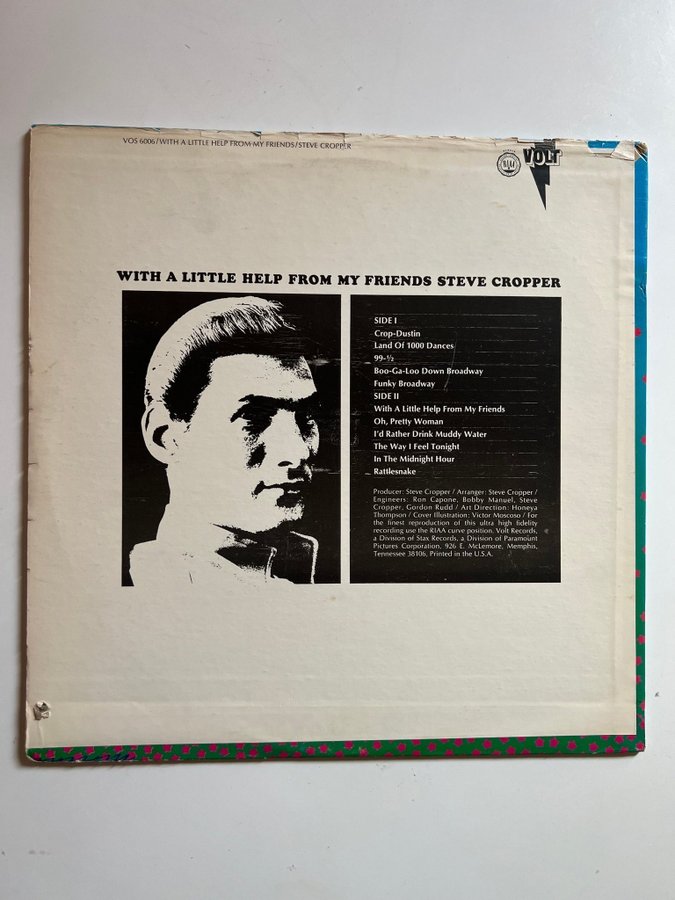 VOS 6006/WITH A LITTLE HELP FROM MY FRIENDS/STEVE CROPPER
RIAA
VOLT
WITH A LITTLE HELP FROM MY FRIENDS STEVE CROPPER
SIDE I
Crop-Dustin
Land Of 1000 Dances
99-½
Boo-Ga-Loo Down Broadway
Funky Broadway
SIDE II
With A Little Help From My Friends
Oh, Pretty Woman
I'd Rather Drink Muddy Water
The Way I Feel Tonight
In The Midnight Hour
Rattlesnake
Producer: Steve Cropper / Arranger: Steve Cropper /
Engineers: Ron Capone, Bobby Manuel, Steve
Cropper, Gordon Rudd / Art Direction: Honeya
Thompson / Cover Illustration: Victor Moscoso / For
the finest reproduction of this ultra high fidelity
recording use the RIAA curve position. Volt Records,
a Division of Stax Records, a Division of Paramount
Pictures Corporation, 926 E. McLemore, Memphis,
Tennessee 38106, Printed in the U.S.A.